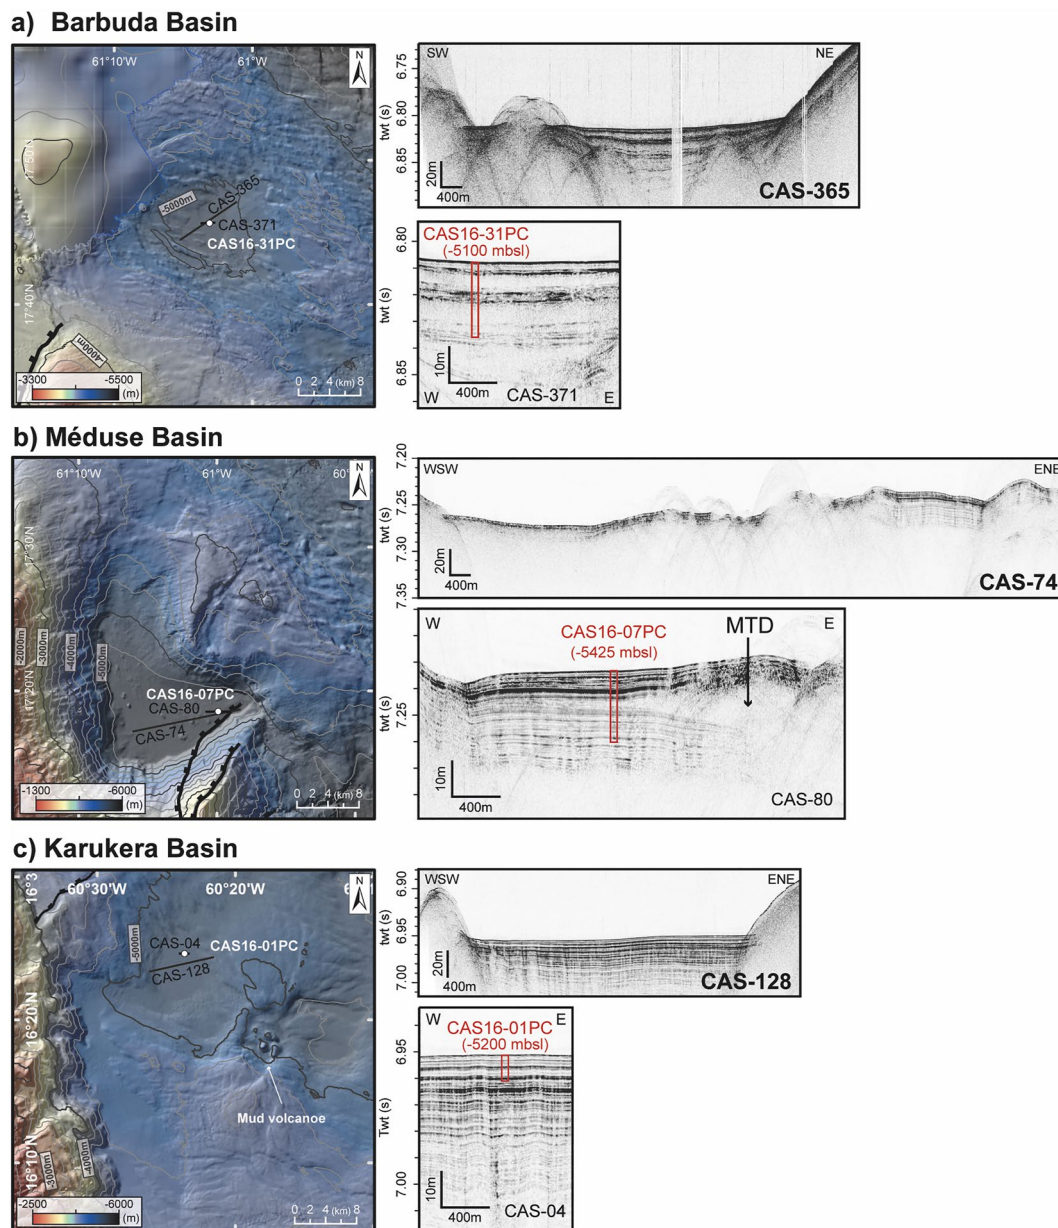 a) Barbuda Basin
61°10'W
61°W
N
17°50'N
-5000m
CAS-365
CAS-371
CAS16-31PC
17°40'N
-4000m
-3300 -5500
(m)
0 2 4 (km) 8
SW
NE
6.75
6.80
6.85
twt (s)
20m
400m
CAS-365
6.80
twt (s)
6.85
CAS16-31PC
(-5100 mbsl)
10m
400m
W
CAS-371
E
b) Méduse Basin
61°10'W
61°W
60°
N
17°30'N
-2000m
-3000m
-4000m
-5000m
17°20'N
CAS16-07PC
CAS-80
CAS-74
-1300 -6000
(m)
0 2 4 (km) 8
7.20
7.25
7.30
7.35
twt (s)
WSW
ENE
20m
400m
CAS-74
W
CAS16-07PC
(-5425 mbsl)
MTD
E
twt (s)
7.25
10m
400m
CAS-80
c) Karukera Basin
16°3
60°30'W
60°20'W
N
-5000m
CAS-04
CAS16-01PC
CAS-128
16°20'N
Mud volcanoe
16°10'N
-3000m
-4000m
-2500 -6000
(m)
0 2 4 (km) 8
6.90
6.95
7.00
twt (s)
WSW
ENE
20m
400m
CAS-128
W
E
CAS16-01PC
(-5200 mbsl)
6.95
Twt (s)
7.00
10m
400m
CAS-04